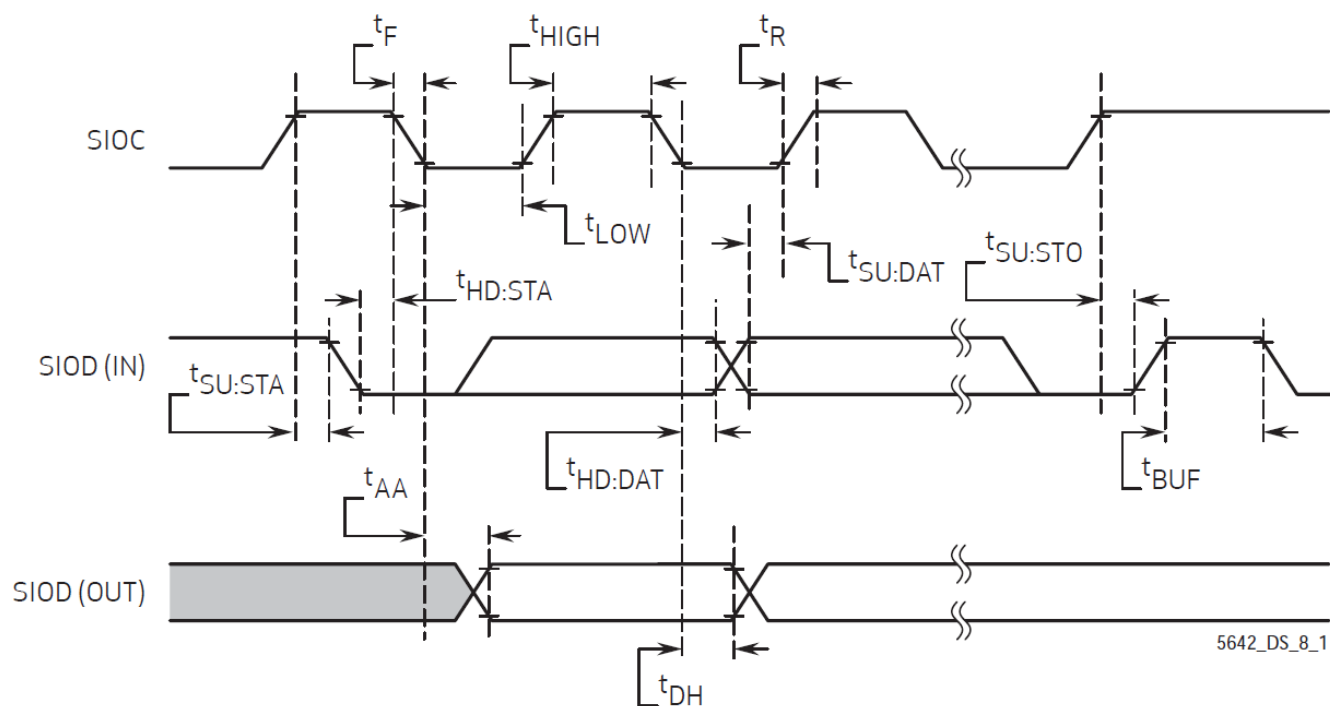 tF
tHIGH
tR
SIOC
tLOW
tSU:DAT
tSU:STO
tHD:STA
SIOD (IN)
tSU:STA
tHD:DAT
tBUF
tAA
SIOD (OUT)
5642_DS_8_1
tDH